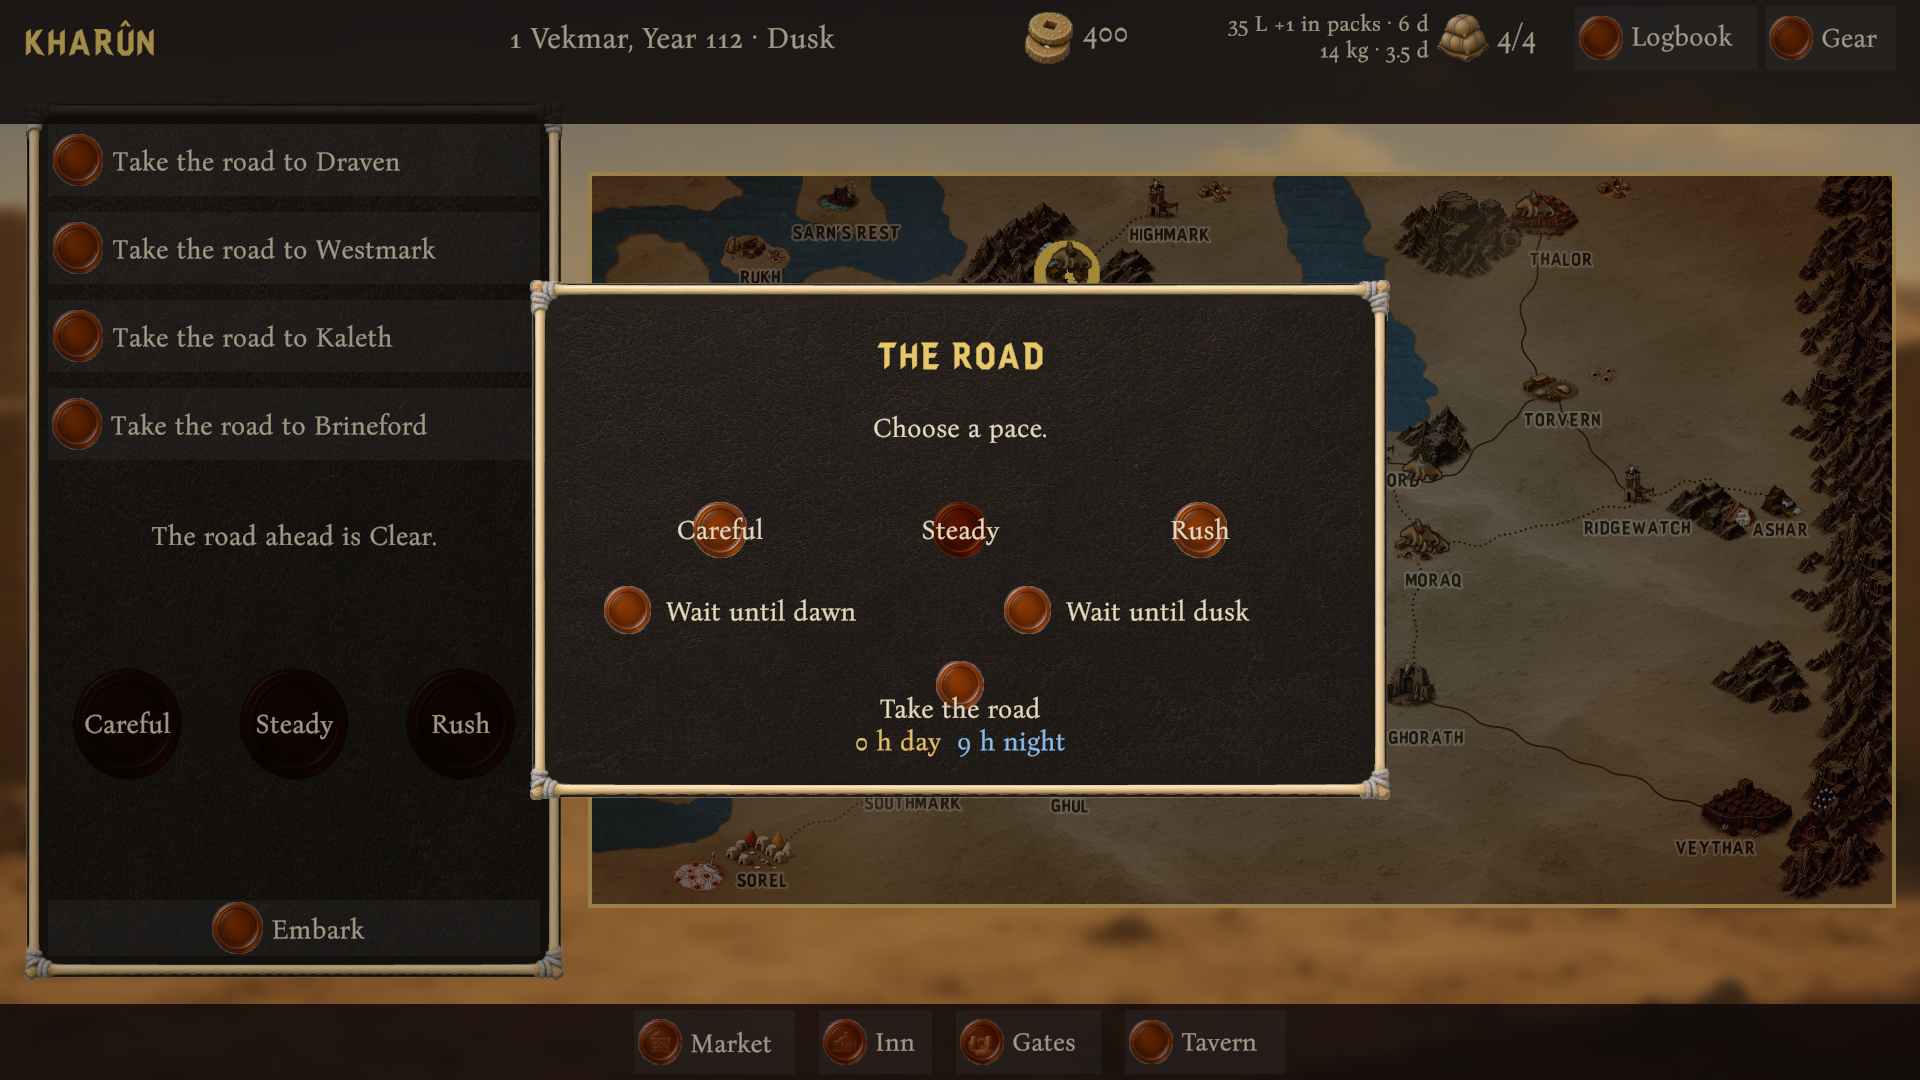 KHARÛN
1 Vekmar, Year 112 · Dusk
400
35 L +1 in packs · 6 d
14 kg · 3.5 d
4/4
Logbook
Gear
Take the road to Draven
Take the road to Westmark
Take the road to Kaleth
Take the road to Brineford
The road ahead is Clear.
Careful
Steady
Rush
Embark
SARN'S REST
RUKH
HIGHMARK
THALOR
TORVERN
ORD
RIDGEWATCH
ASHAR
MORAQ
GHORATH
VEYTHAR
SOUTHMARK
GHUL
SOREL
THE ROAD
Choose a pace.
Careful
Steady
Rush
Wait until dawn
Wait until dusk
Take the road
0 h day 9 h night
Market
Inn
Gates
Tavern